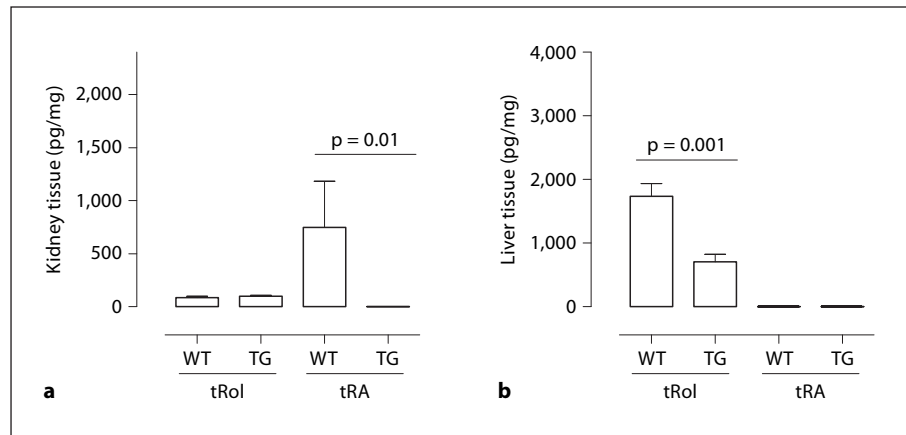 Kidney tissue (pg/mg)
2,000
1,500
1,000
500
0
p = 0.01
WT TG WT TG
tRol tRA
a
Liver tissue (pg/mg)
4,000
3,000
2,000
1,000
0
p = 0.001
WT TG WT TG
tRol tRA
b